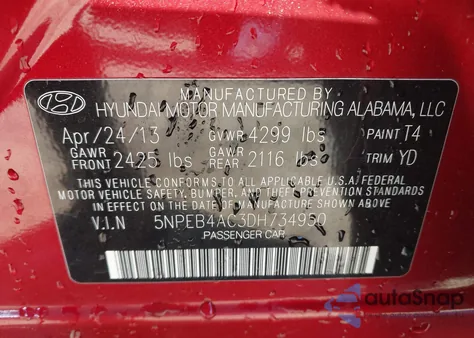 MANUFACTURED BY
HYUNDAI MOTOR MANUFACTURING ALABAMA, LLC
Apr/24/13 GVWR 4299 lbs PAINT T4
GAWR FRONT 2425 lbs GAWR REAR 2116 lbs TRIM YD
THIS VEHICLE CONFORMS TO ALL APPLICABLE U.S.A. FEDERAL
MOTOR VEHICLE SAFETY, BUMPER, AND THEFT PREVENTION STANDARDS
IN EFFECT ON THE DATE OF MANUFACTURE SHOWN ABOVE.
V.I.N 5NPEB4AC3DH734950
PASSENGER CAR
autoSnap